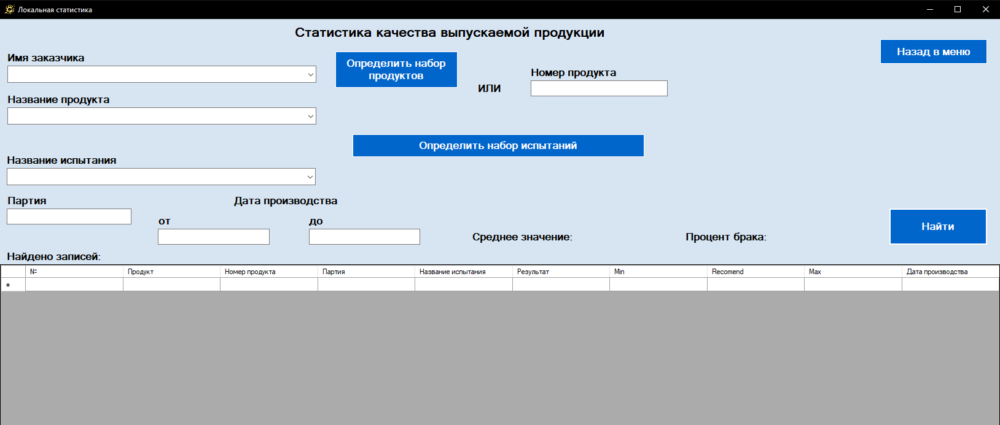 Локальная статистика
Статистика качества выпускаемой продукции
Назад в меню
Имя заказчика
Определить набор
продуктов
ИЛИ
Номер продукта
Название продукта
Определить набор испытаний
Название испытания
Партия
Дата производства
от
до
Среднее значение:
Процент брака:
Найти
Найдено записей:
№ Продукт Номер продукта Партия Название испытания Результат Min Recomend Max Дата производства